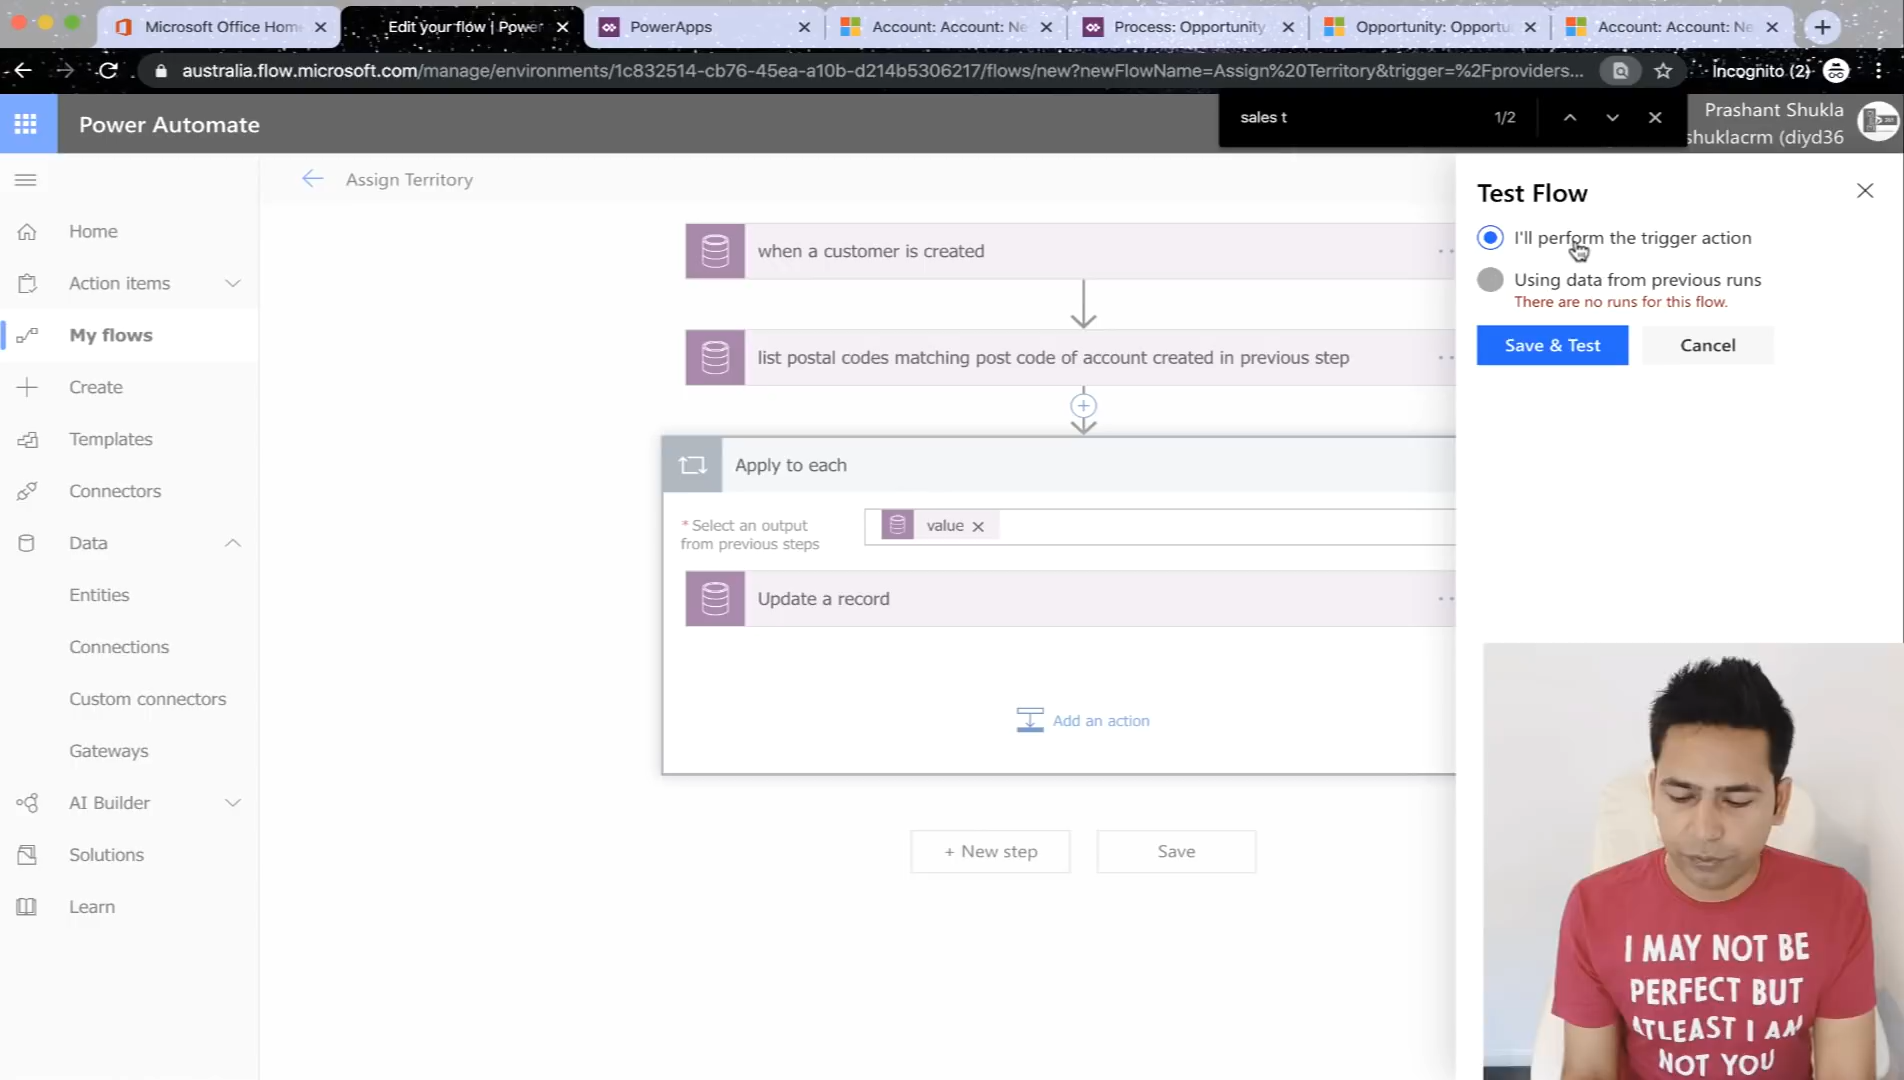 Microsoft Office Hom
Edit your flow | Power
PowerApps
Account: Account: Ne
Process: Opportunity
Opportunity: Opportu
Account: Account: Ne
australia.flow.microsoft.com/manage/environments/1c832514-cb76-45ea-a10b-d214b5306217/flows/new?newFlowName=Assign%20Territory&trigger=%2Fproviders...
Incognito (2)
Power Automate
sales t
1/2
Prashant Shukla
shuklacrm (diyd36
Assign Territory
Home
Action items
My flows
Create
Templates
Connectors
Data
Entities
Connections
Custom connectors
Gateways
AI Builder
Solutions
Learn
when a customer is created
list postal codes matching post code of account created in previous step
Apply to each
* Select an output
from previous steps
value
Update a record
Add an action
+ New step
Save
Test Flow
I'll perform the trigger action
Using data from previous runs
There are no runs for this flow.
Save & Test
Cancel
I MAY NOT BE
PERFECT BUT
ATLEAST I AM
NOT YOU